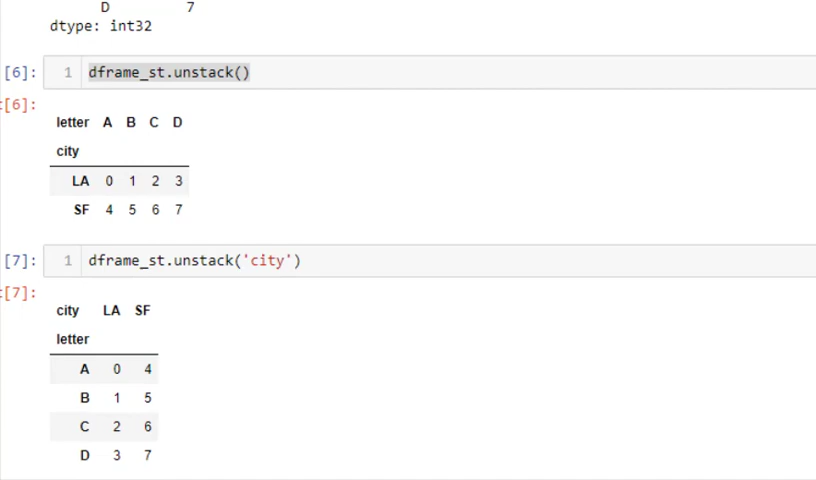 D 7
dtype: int32
[6]: 1 dframe_st.unstack()
[6]:
letter A B C D
city
LA 0 1 2 3
SF 4 5 6 7
[7]: 1 dframe_st.unstack('city')
[7]:
city LA SF
letter
A 0 4
B 1 5
C 2 6
D 3 7